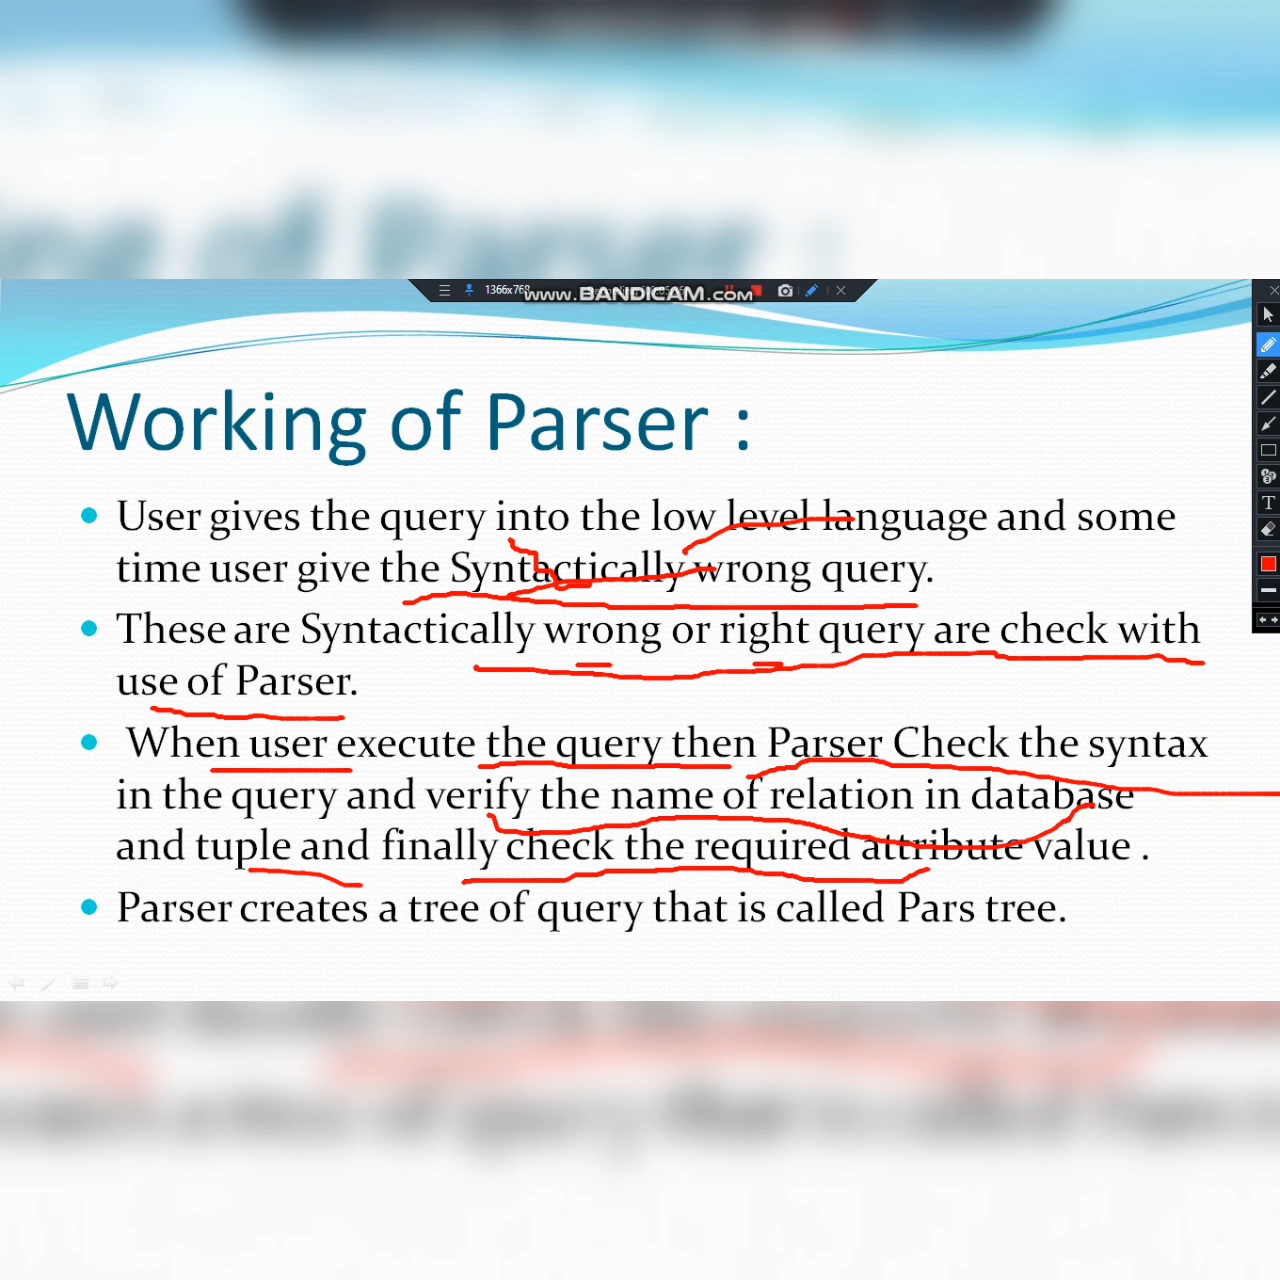 1366x768
www.BANDICAM.com
Working of Parser :
User gives the query into the low level language and some
time user give the Syntactically wrong query.
These are Syntactically wrong or right query are check with
use of Parser.
When user execute the query then Parser Check the syntax
in the query and verify the name of relation in database
and tuple and finally check the required attribute value .
Parser creates a tree of query that is called Pars tree.